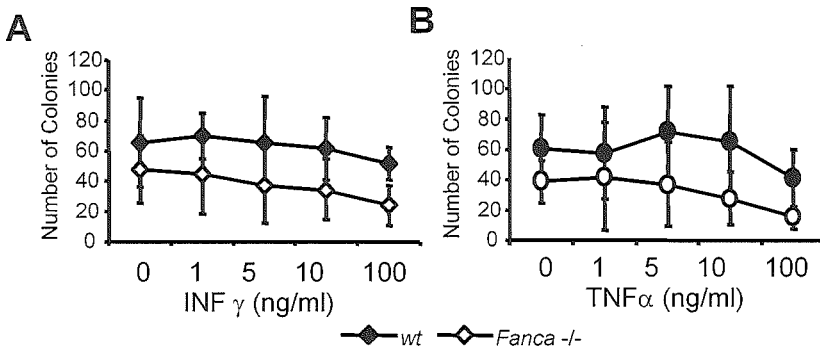 A
Number of Colonies
120
100
80
60
40
20
0
0 1 5 10 100
INF γ (ng/ml)
B
Number of Colonies
120
100
80
60
40
20
0
0 1 5 10 100
TNFα (ng/ml)
wt Fanca -/-